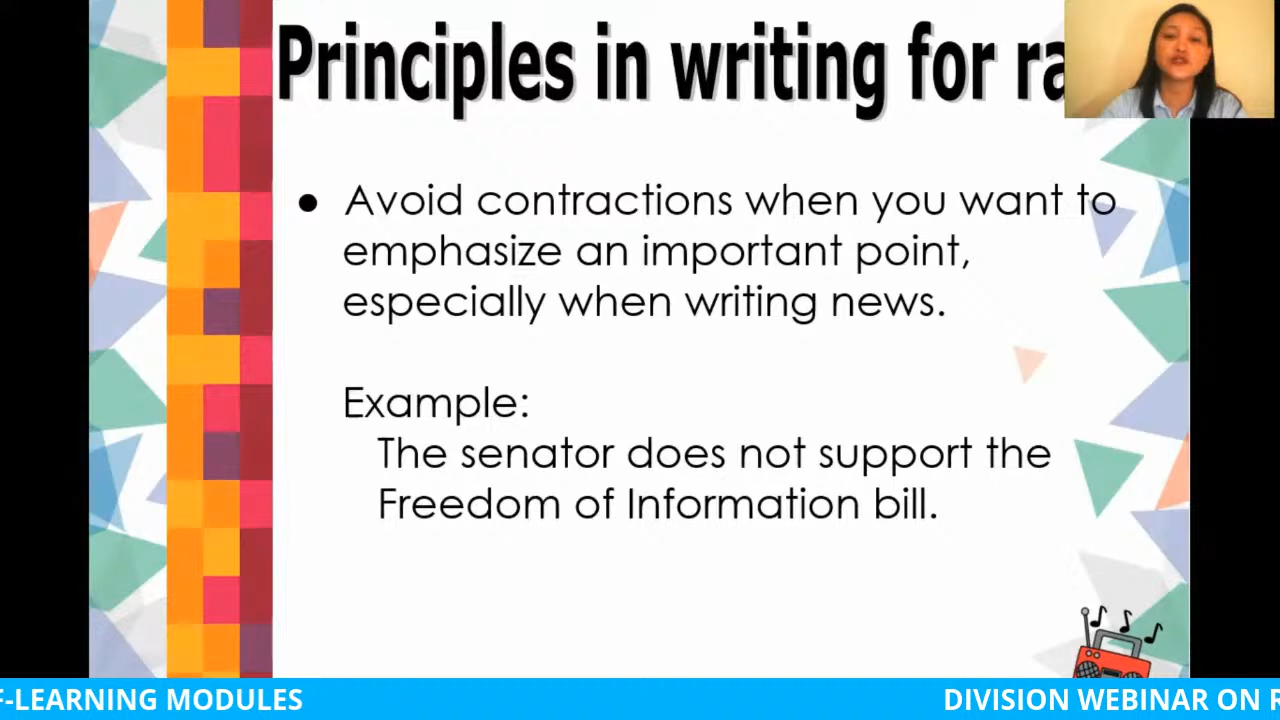 Principles in writing for
● Avoid contractions when you want to
emphasize an important point,
especially when writing news.
Example:
The senator does not support the
Freedom of Information bill.
F-LEARNING MODULES
DIVISION WEBINAR ON